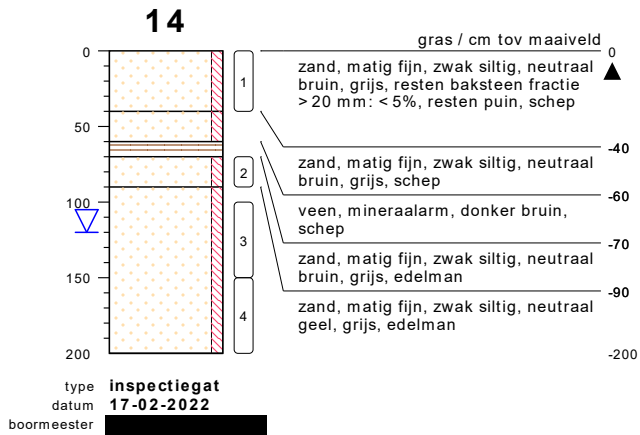 14
gras / cm tov maaiveld
0
0
zand, matig fijn, zwak siltig, neutraal
bruin, grijs, resten baksteen fractie
> 20 mm: < 5%, resten puin, schep
1
50
-40
zand, matig fijn, zwak siltig, neutraal
bruin, grijs, schep
-60
veen, mineraalarm, donker bruin,
schep
2
-70
100
zand, matig fijn, zwak siltig, neutraal
bruin, grijs, edelman
3
-90
150
zand, matig fijn, zwak siltig, neutraal
geel, grijs, edelman
4
200
-200
type inspectiegat
datum 17-02-2022
boormeester